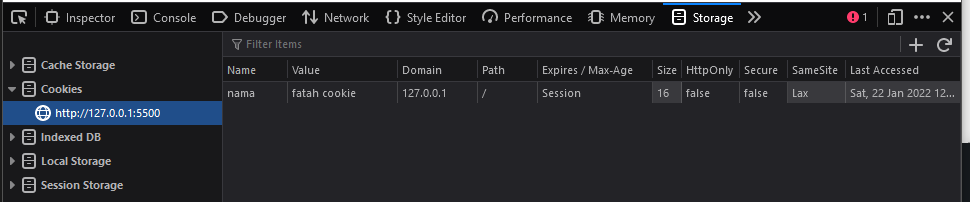 Inspector Console Debugger Network Style Editor Performance Memory Storage 1
Filter Items
Cache Storage
Cookies
http://127.0.0.1:5500
Indexed DB
Local Storage
Session Storage
Name Value Domain Path Expires / Max-Age Size HttpOnly Secure SameSite Last Accessed
nama fatah cookie 127.0.0.1 / Session 16 false false Lax Sat, 22 Jan 2022 12...